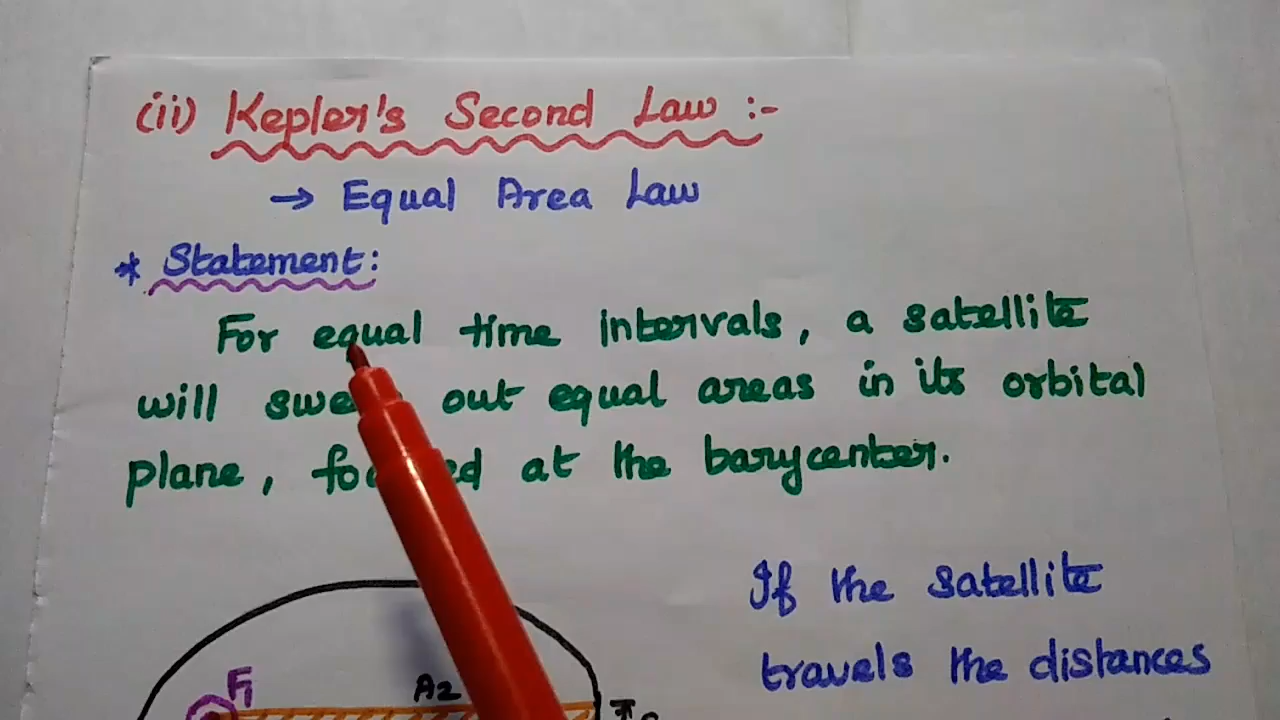 (ii) Kepler's Second Law :-
→ Equal Area Law
* Statement:
For equal time intervals, a satellite
will out equal areas in its orbital
plane, at the barycenter.
If the satellite
travels the distances
F1
A2